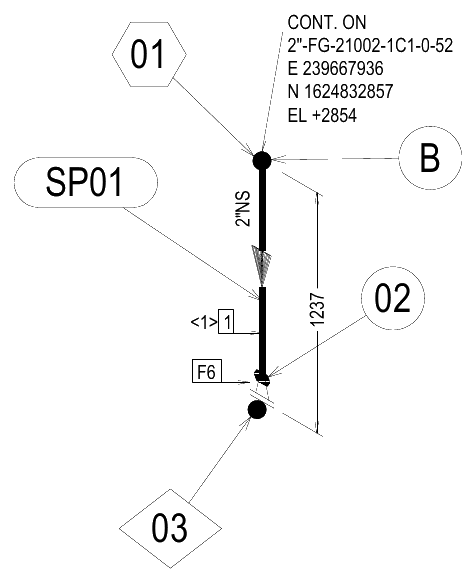 CONT. ON
2"-FG-21002-1C1-0-52
E 239667936
N 1624832857
EL +2854
01
B
SP01
2"NS
02
1237
<1> 1
F6
03